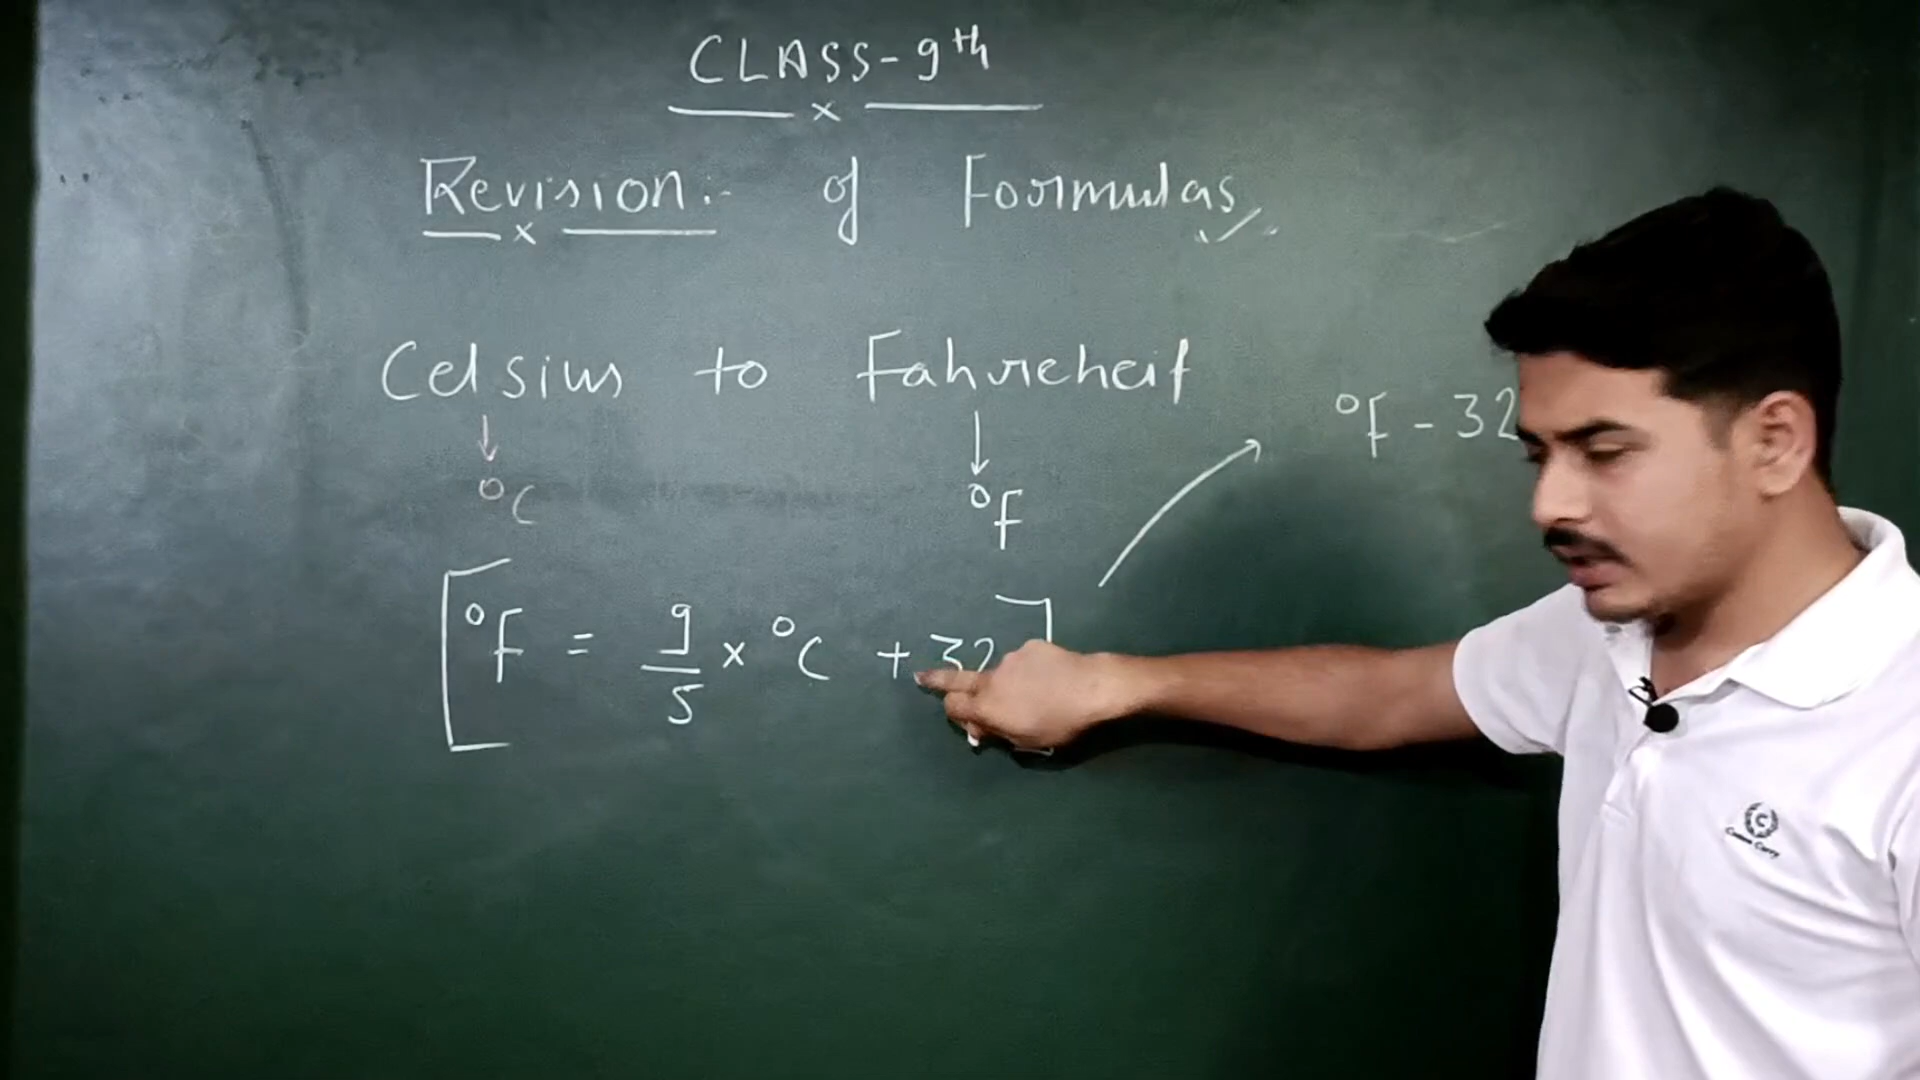 CLASS-9th
Revision:- of Formulas
Celsius to Fahreheit
°C °F
°F - 32
°F = 9/5 × °C + 32